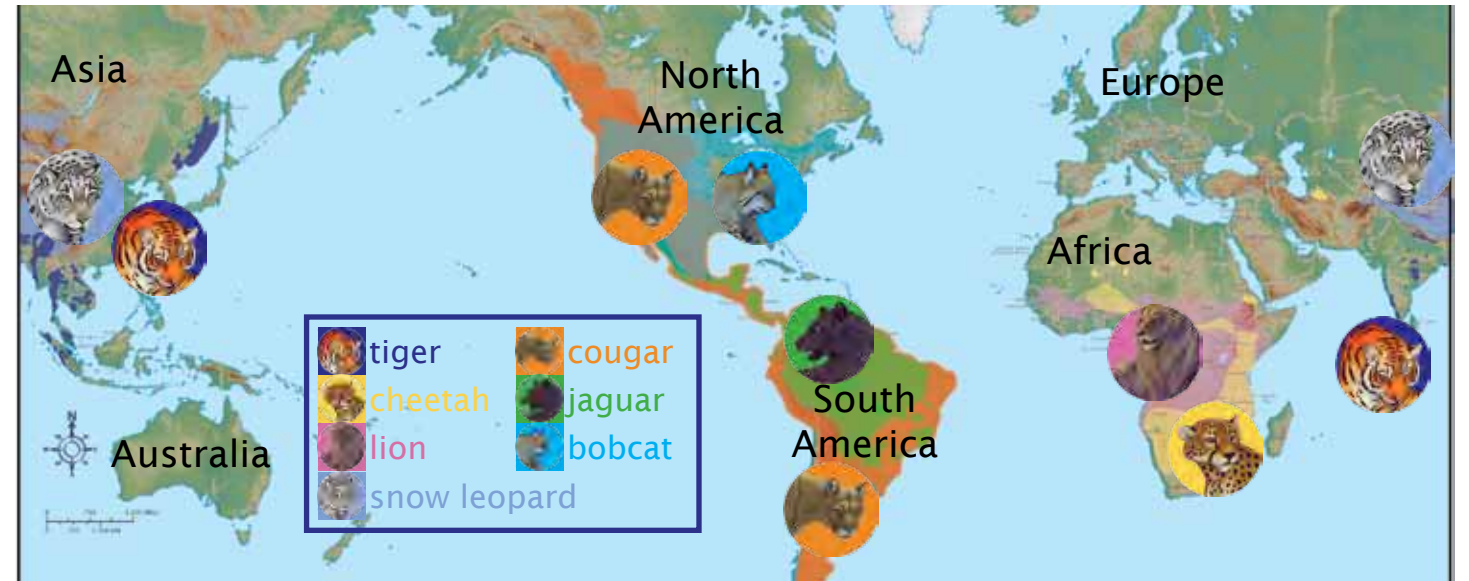 Asia
North
America
Europe
Africa
South
America
Australia
N
tiger
cheetah
lion
snow leopard
cougar
jaguar
bobcat